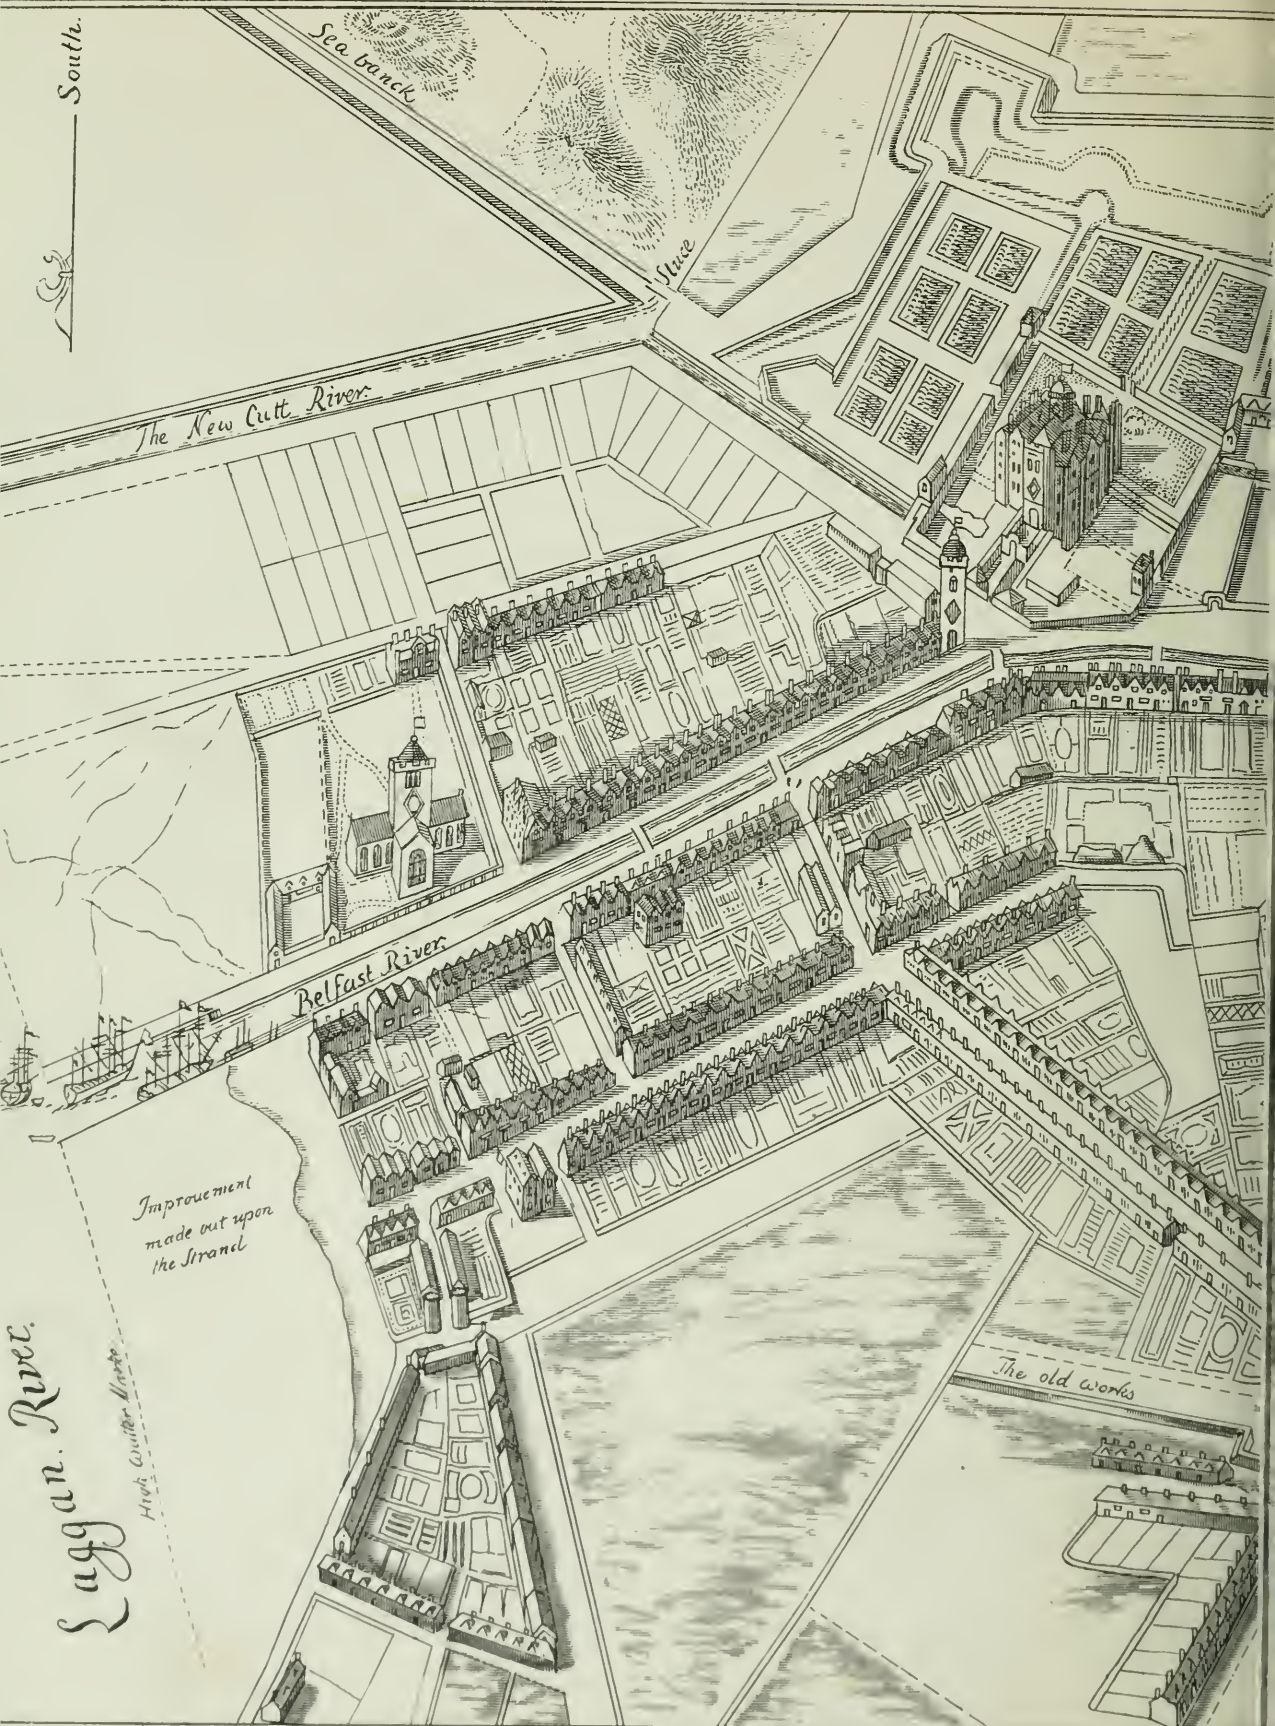 South.
Sea banck
Sluce
The New Cutt River.
Belfast River.
Improvement
made out upon
the Strand
Laggan River.
High Water Marke
The old works